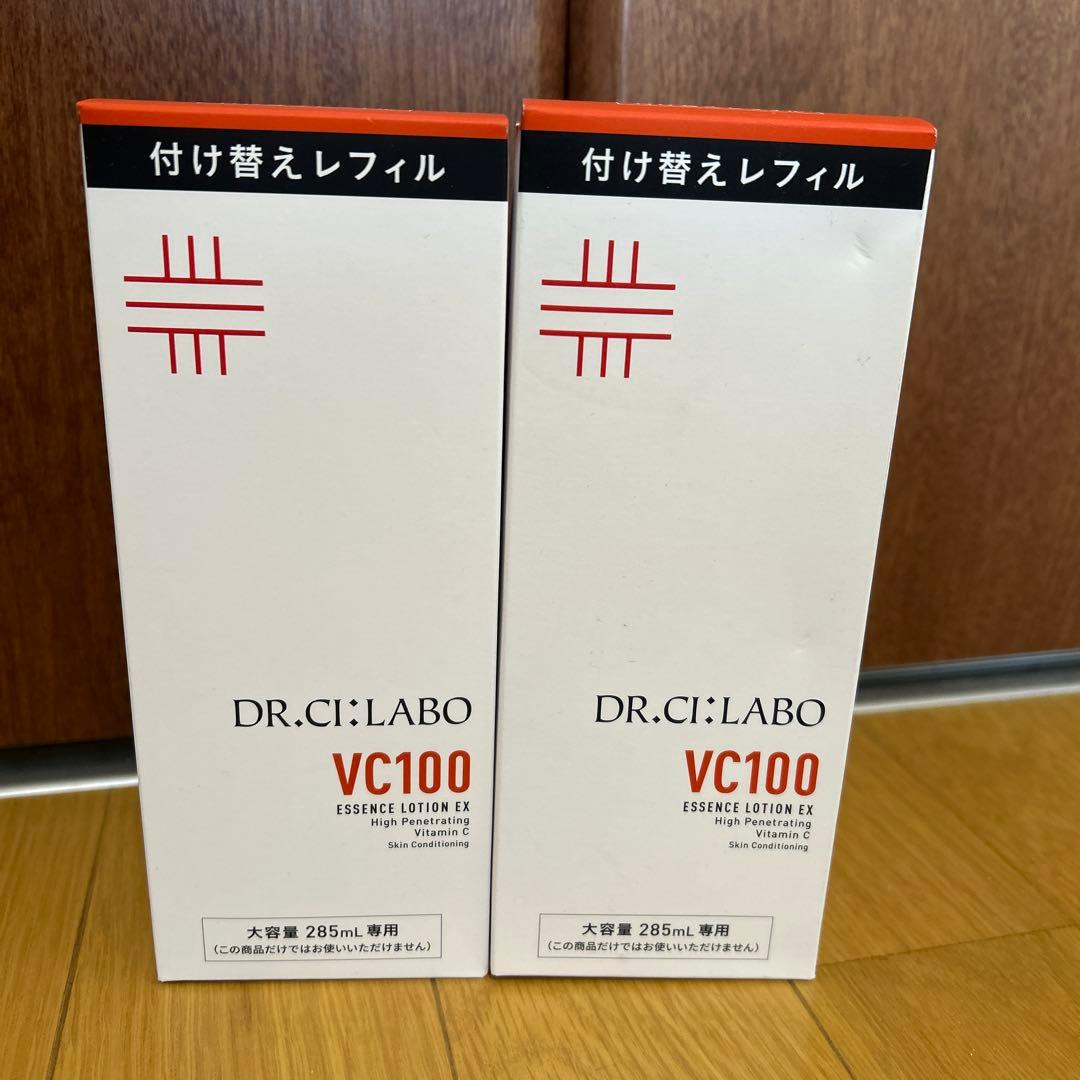 付け替えレフィル
DR.CI:LABO
VC100
ESSENCE LOTION EX
High Penetrating
Vitamin C
Skin Conditioning
大容量 285mL 専用
(この商品だけではお使いいただけません)
付け替えレフィル
DR.CI:LABO
VC100
ESSENCE LOTION EX
High Penetrating
Vitamin C
Skin Conditioning
大容量 285mL 専用
(この商品だけではお使いいただけません)